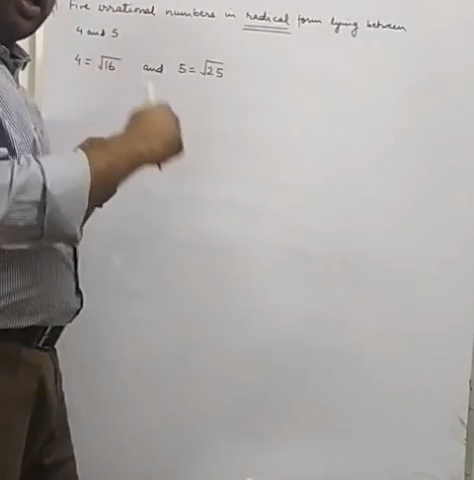 Five irrational numbers in radical form lying between
4 and 5
4 = √16 and 5 = √25